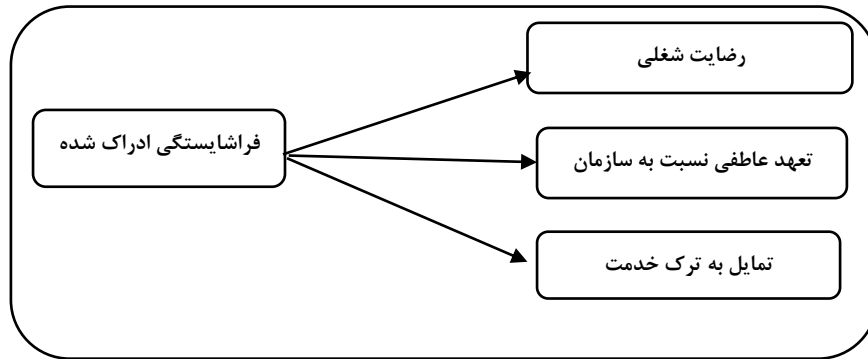 رضایت شغلی
فراشایستگی ادراک شده
تعهد عاطفی نسبت به سازمان
تمایل به ترک خدمت